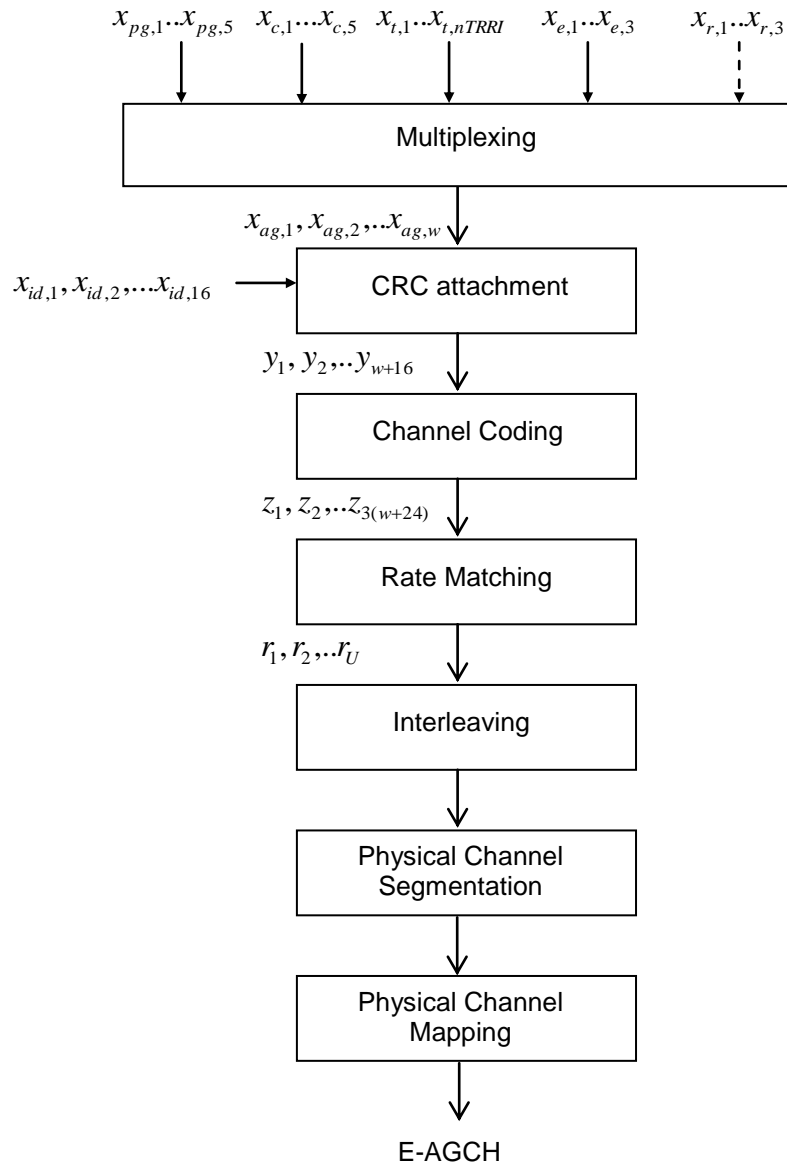 x_{pg,1}..x_{pg,5} x_{c,1}...x_{c,5} x_{t,1}..x_{t,nTRRI} x_{e,1}..x_{e,3} x_{r,1}..x_{r,3}
Multiplexing
x_{ag,1}, x_{ag,2},..x_{ag,w}
x_{id,1}, x_{id,2},...x_{id,16}
CRC attachment
y_1, y_2,..y_{w+16}
Channel Coding
z_1, z_2,..z_{3(w+24)}
Rate Matching
r_1, r_2,..r_U
Interleaving
Physical Channel
Segmentation
Physical Channel
Mapping
E-AGCH